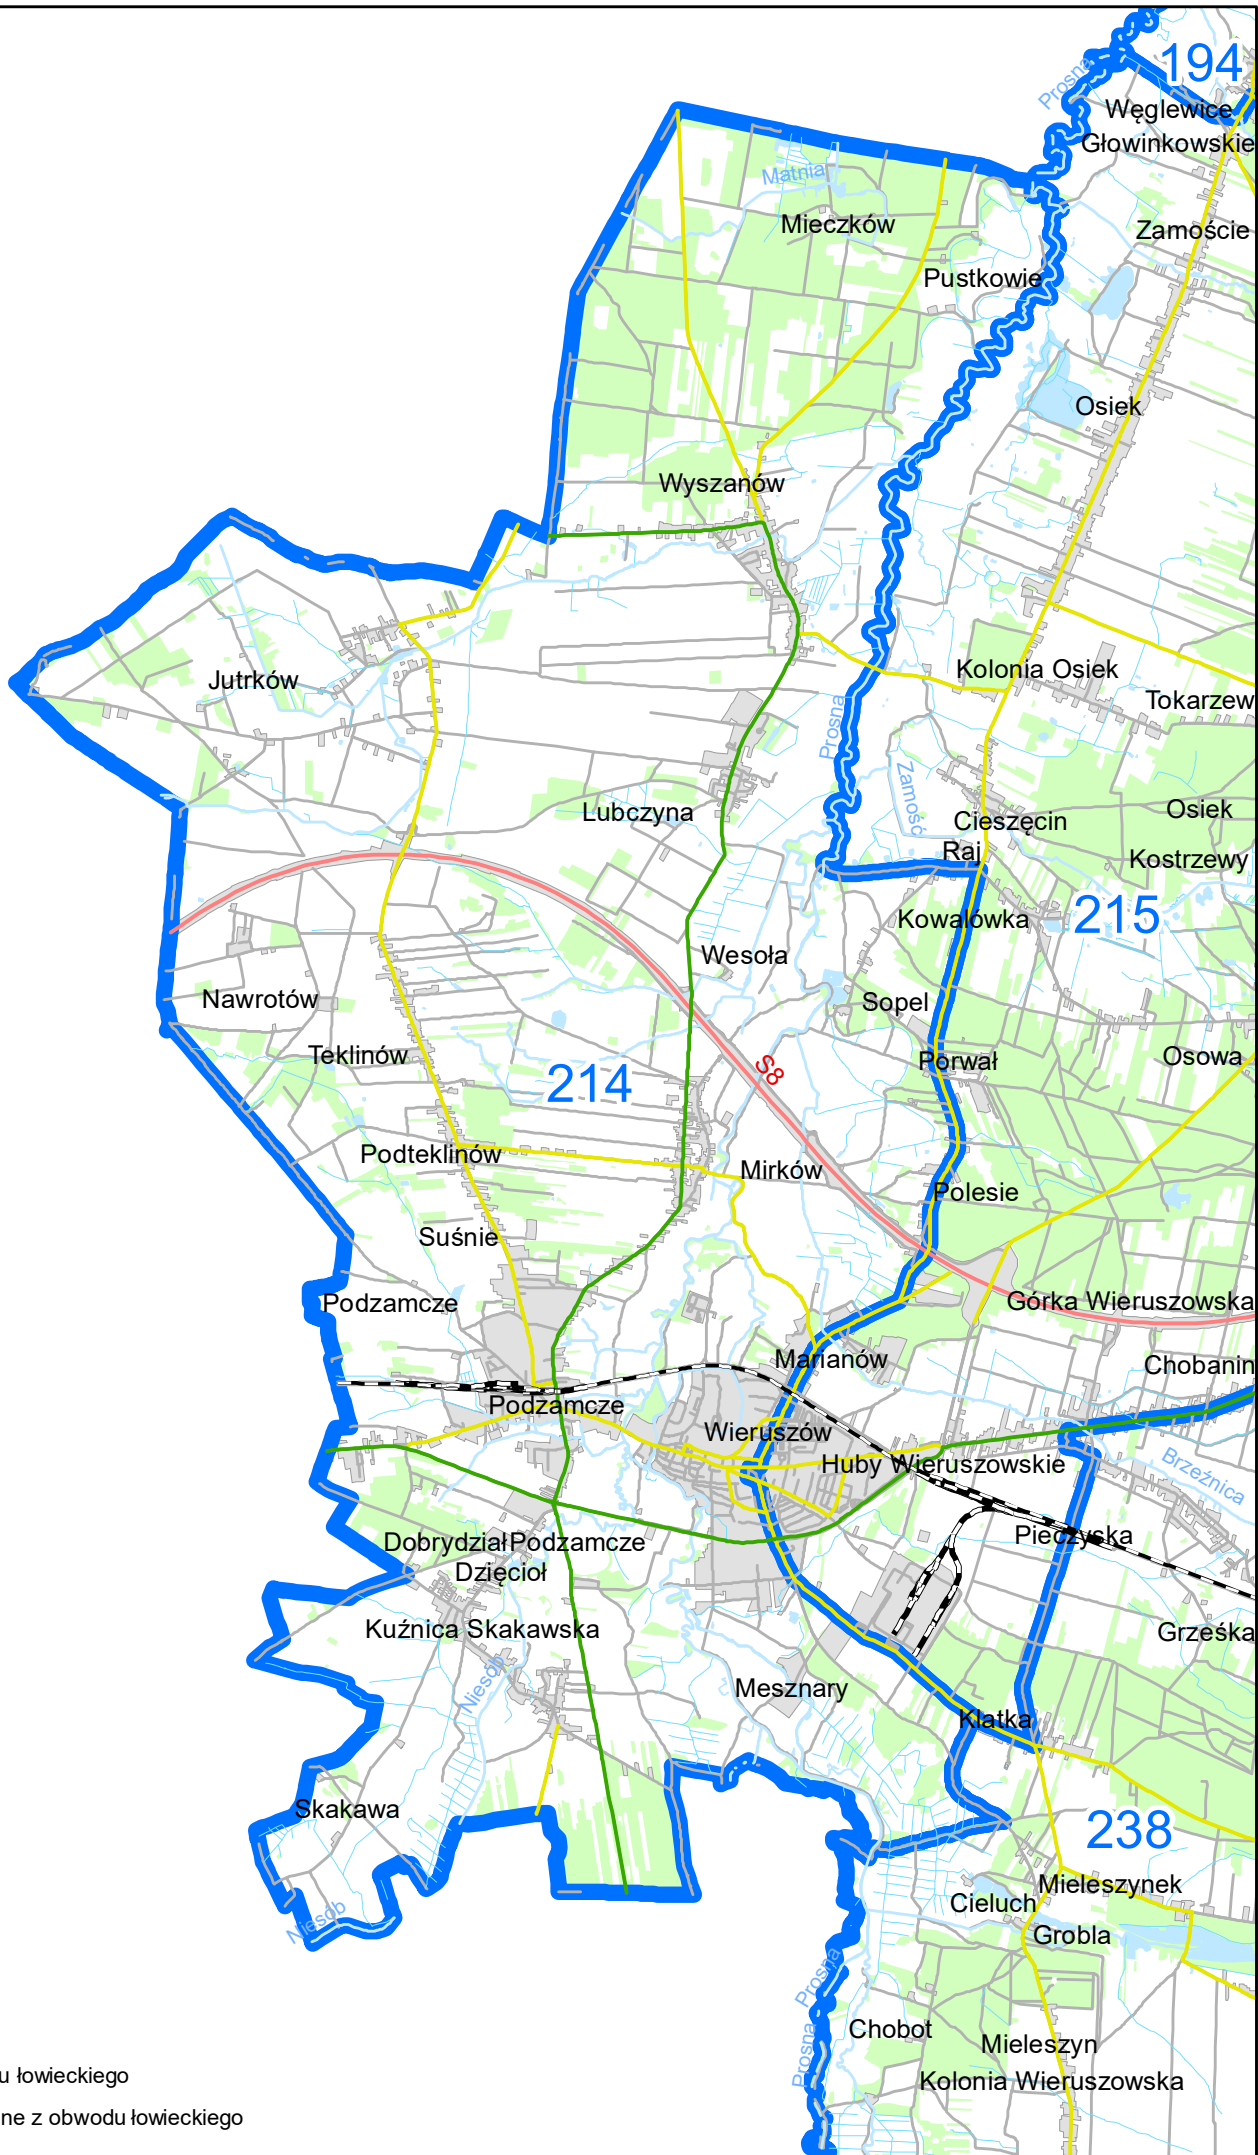 194
Prosna
Węglewice
Głowinkowskie
Matnia
Mieczków
Zamoście
Pustkowie
Osiek
Wyszanów
Kolonia Osiek
Jutrków
Tokarzew
Prosna
Zamość
Lubczyna
Osiek
Cieszęcin
Raj
Kostrzewy
Kowalówka
215
Wesoła
Nawrotów
Sopel
Teklinów
Porwał
Osowa
S8
214
Podteklinów
Mirków
Polesie
Suśnie
Podzamcze
Górka Wieruszowska
Marianów
Chobanin
Podzamcze
Wieruszów
Huby Wieruszowskie
Brzeźnica
Pieczyska
Dobrydział Podzamcze
Dzięcioł
Kuźnica Skakawska
Grześka
Niesób
Mesznary
Klatka
Skakawa
238
Mieleszynek
Cieluch
Niesób
Grobla
Prosna
Chobot
Prosna
Mieleszyn
u łowieckiego
Kolonia Wieruszowska
ne z obwodu łowieckiego